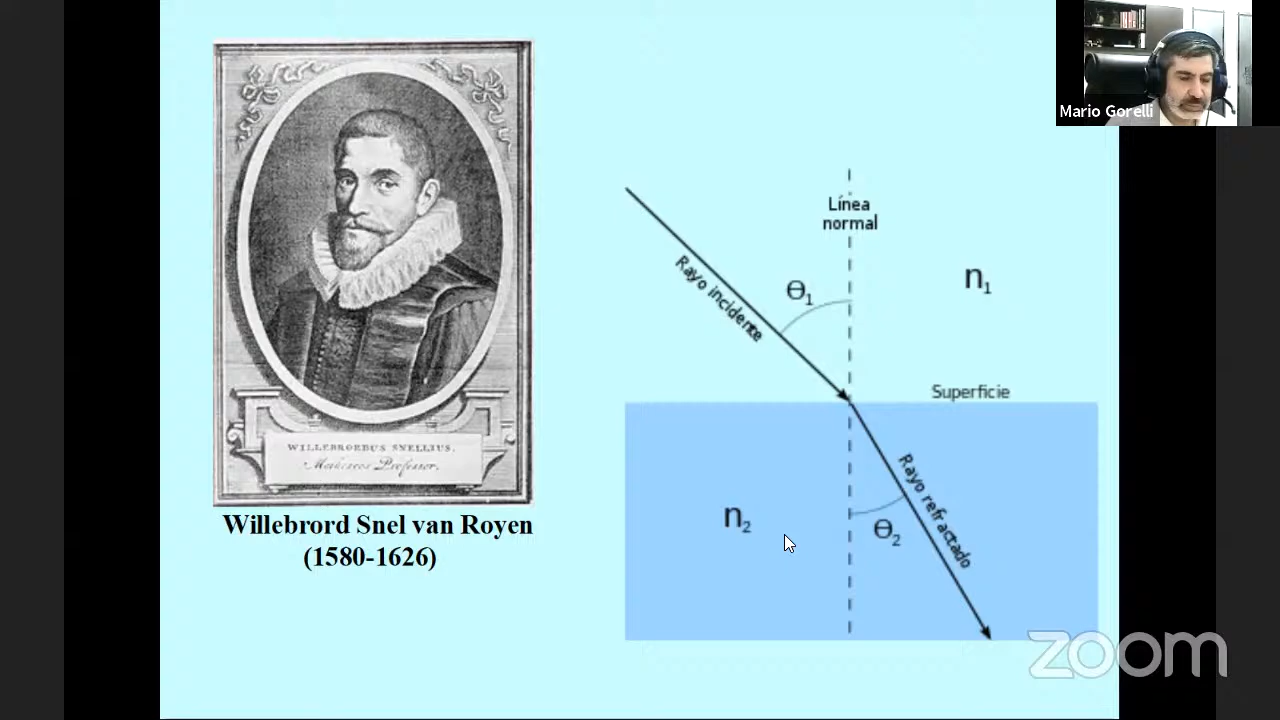 WILLEBRORDUS SNELLIUS.
Matheseos Professor.
Willebrord Snel van Royen
(1580-1626)
Línea
normal
Rayo incidente
Θ1
n1
Superficie
n2
Θ2
Rayo refractado
Mario Gorelli
zoom